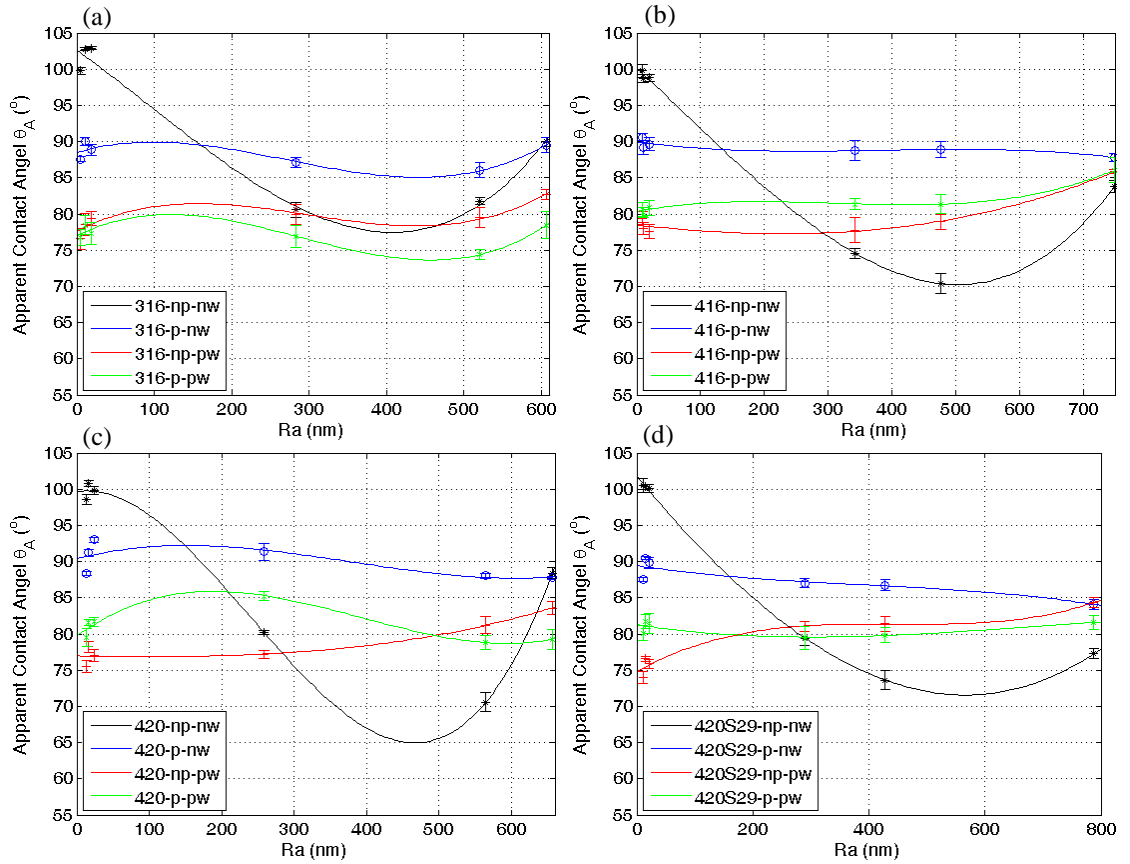 (a)
105
100
95
90
85
80
75
70
65
60
55
Apparent Contact Angel θA (°)
316-np-nw
316-p-nw
316-np-pw
316-p-pw
0 100 200 300 400 500 600
Ra (nm)
(b)
105
100
95
90
85
80
75
70
65
60
55
Apparent Contact Angel θA (°)
416-np-nw
416-p-nw
416-np-pw
416-p-pw
0 100 200 300 400 500 600 700
Ra (nm)
(c)
105
100
95
90
85
80
75
70
65
60
55
Apparent Contact Angel θA (°)
420-np-nw
420-p-nw
420-np-pw
420-p-pw
0 100 200 300 400 500 600
Ra (nm)
(d)
105
100
95
90
85
80
75
70
65
60
55
Apparent Contact Angel θA (°)
420S29-np-nw
420S29-p-nw
420S29-np-pw
420S29-p-pw
0 200 400 600 800
Ra (nm)